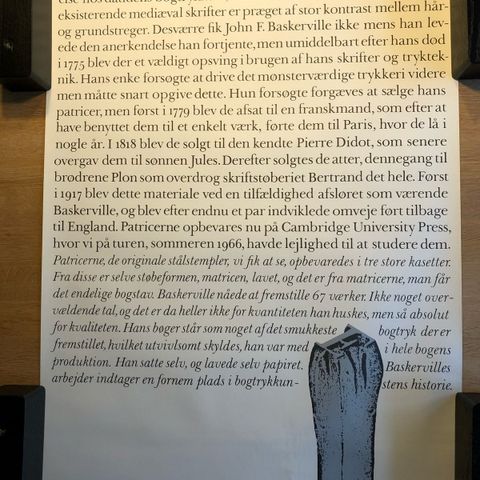 eksisterende mediæval skrifter er præget af stor kontrast mellem hår-
og grundstreger. Desværre fik John F. Baskerville ikke mens han lev-
ede den anerkendelse han fortjente, men umiddelbart efter hans død
i 1775 blev der et vældigt opsving i brugen af hans skrifter og tryktek-
nik. Hans enke forsøgte at drive det mønsterværdige trykkeri videre
men måtte snart opgive dette. Hun forsøgte forgæves at sælge hans
patricer, men først i 1779 blev de afsat til en franskmand, som efter at
have benyttet dem til et enkelt værk, førte dem til Paris, hvor de lå i
nogle år. I 1818 blev de solgt til den kendte Pierre Didot, som senere
overgav dem til sønnen Jules. Derefter solgtes de atter, dennegang til
brødrene Plon som overdrog skriftstøberiet Bertrand det hele. Først
i 1917 blev dette materiale ved en tilfældighed afsløret som værende
Baskerville, og blev efter endnu et par indviklede omveje ført tilbage
til England. Patricerne opbevares nu på Cambridge University Press,
hvor vi på turen, sommeren 1966, havde lejlighed til at studere dem.
Patricerne, de originale stålstempler, vi fik at se, opbevaredes i tre store kasetter.
Fra disse er selve støbeformen, matricen, lavet, og det er fra matricerne, man får
det endelige bogstav. Baskerville nåede at fremstille 67 værker. Ikke noget over-
vældende tal, og det er da heller ikke for kvantiteten han huskes, men så absolut
for kvaliteten. Hans bøger står som noget af det smukkeste bogtryk der er
fremstillet, hvilket utvivlsomt skyldes, han var med i hele bogens
produktion. Han satte selv, og lavede selv papiret. Baskervilles
arbejder indtager en fornem plads i bogtrykkun- stens historie.